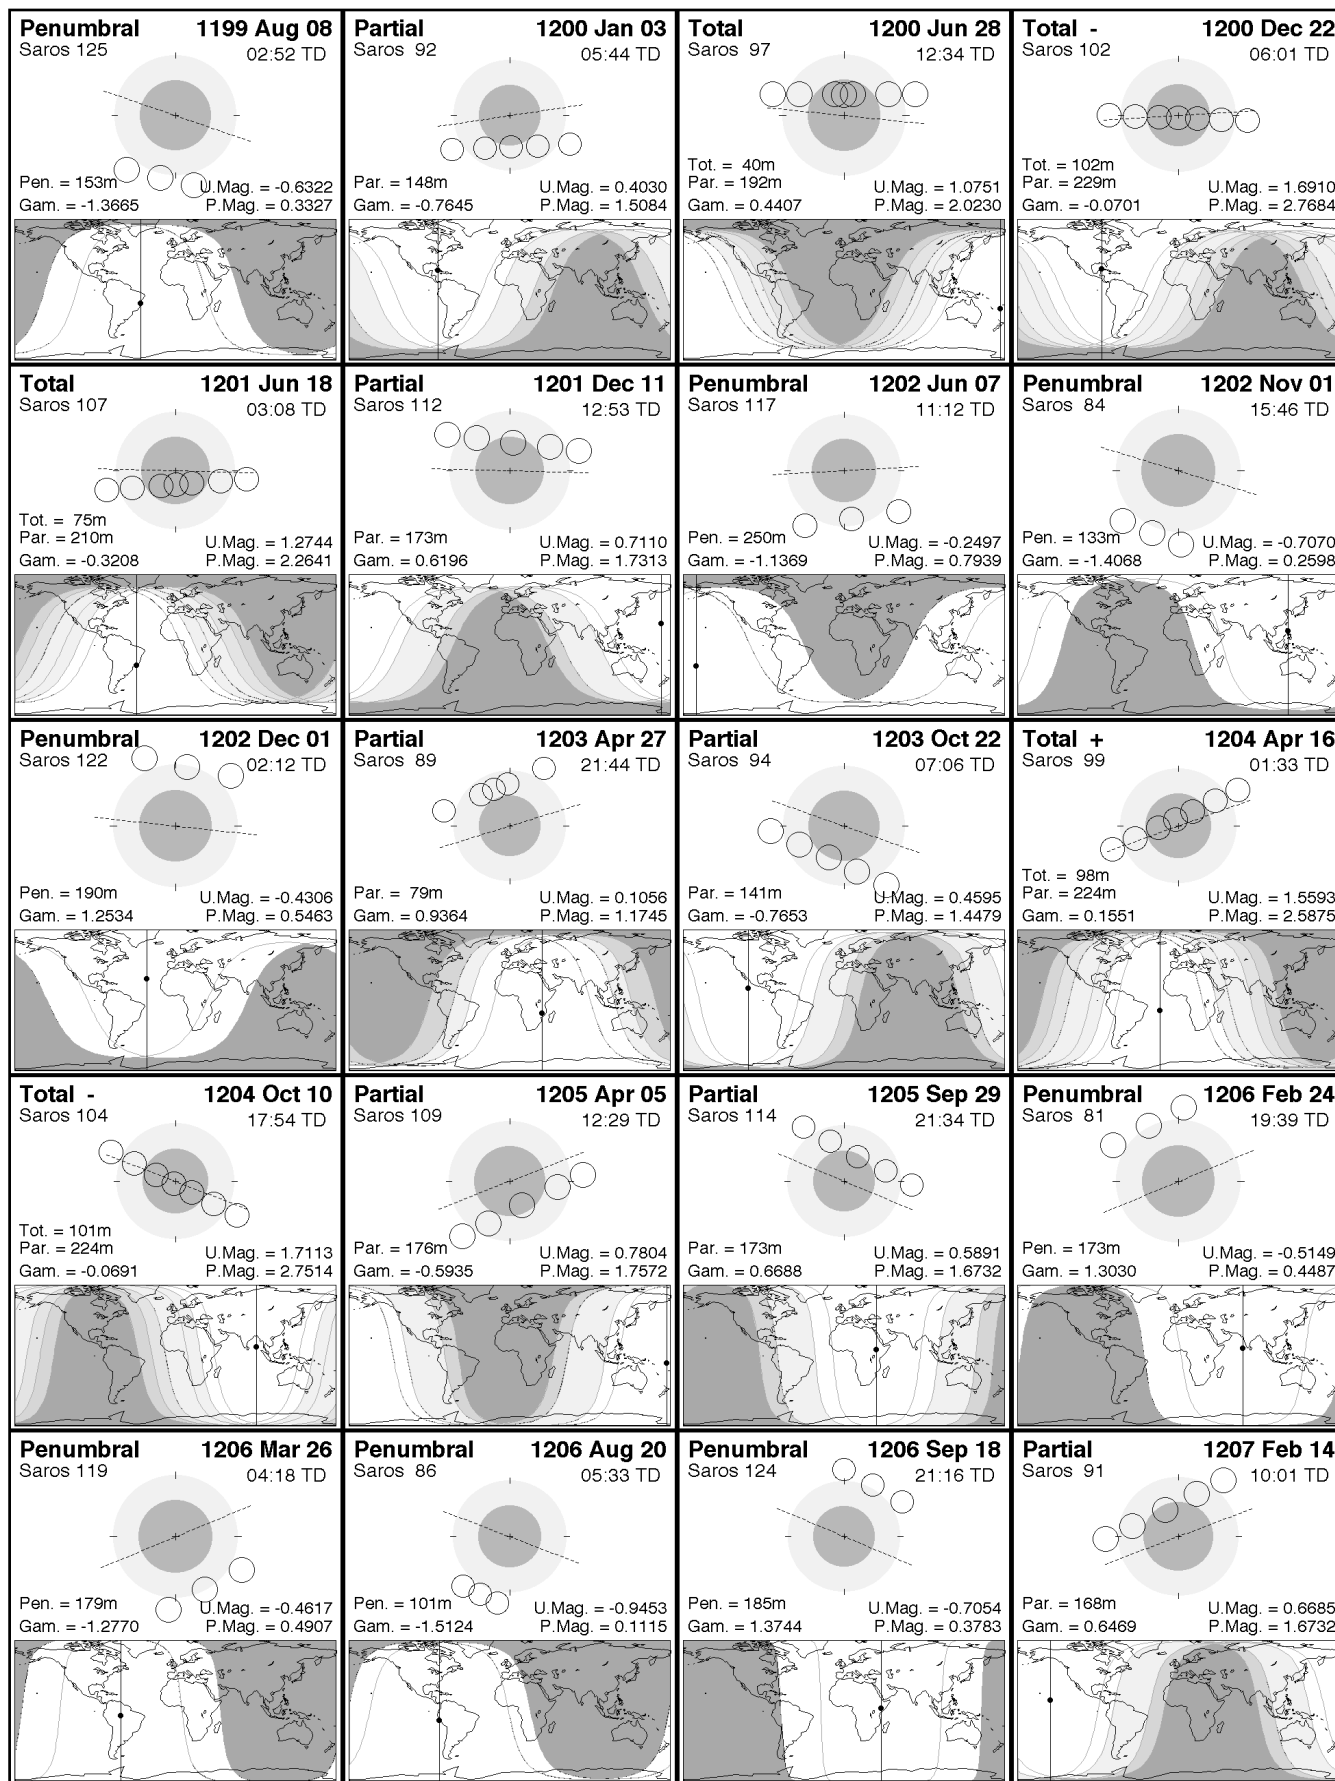 Penumbral 1199 Aug 08
Saros 125 02:52 TD
Pen. = 153m U.Mag. = -0.6322
Gam. = -1.3665 P.Mag. = 0.3327
Partial 1200 Jan 03
Saros 92 05:44 TD
Par. = 148m U.Mag. = 0.4030
Gam. = -0.7645 P.Mag. = 1.5084
Total 1200 Jun 28
Saros 97 12:34 TD
Tot. = 40m
Par. = 192m U.Mag. = 1.0751
Gam. = 0.4407 P.Mag. = 2.0230
Total - 1200 Dec 22
Saros 102 06:01 TD
Tot. = 102m
Par. = 229m U.Mag. = 1.6910
Gam. = -0.0701 P.Mag. = 2.7684
Total 1201 Jun 18
Saros 107 03:08 TD
Tot. = 75m
Par. = 210m U.Mag. = 1.2744
Gam. = -0.3208 P.Mag. = 2.2641
Partial 1201 Dec 11
Saros 112 12:53 TD
Par. = 173m U.Mag. = 0.7110
Gam. = 0.6196 P.Mag. = 1.7313
Penumbral 1202 Jun 07
Saros 117 11:12 TD
Pen. = 250m U.Mag. = -0.2497
Gam. = -1.1369 P.Mag. = 0.7939
Penumbral 1202 Nov 01
Saros 84 15:46 TD
Pen. = 133m U.Mag. = -0.7070
Gam. = -1.4068 P.Mag. = 0.2598
Penumbral 1202 Dec 01
Saros 122 02:12 TD
Pen. = 190m U.Mag. = -0.4306
Gam. = 1.2534 P.Mag. = 0.5463
Partial 1203 Apr 27
Saros 89 21:44 TD
Par. = 79m U.Mag. = 0.1056
Gam. = 0.9364 P.Mag. = 1.1745
Partial 1203 Oct 22
Saros 94 07:06 TD
Par. = 141m U.Mag. = 0.4595
Gam. = -0.7653 P.Mag. = 1.4479
Total + 1204 Apr 16
Saros 99 01:33 TD
Tot. = 98m
Par. = 224m U.Mag. = 1.5593
Gam. = 0.1551 P.Mag. = 2.5875
Total - 1204 Oct 10
Saros 104 17:54 TD
Tot. = 101m
Par. = 224m U.Mag. = 1.7113
Gam. = -0.0691 P.Mag. = 2.7514
Partial 1205 Apr 05
Saros 109 12:29 TD
Par. = 176m U.Mag. = 0.7804
Gam. = -0.5935 P.Mag. = 1.7572
Partial 1205 Sep 29
Saros 114 21:34 TD
Par. = 173m U.Mag. = 0.5891
Gam. = 0.6688 P.Mag. = 1.6732
Penumbral 1206 Feb 24
Saros 81 19:39 TD
Pen. = 173m U.Mag. = -0.5149
Gam. = 1.3030 P.Mag. = 0.4487
Penumbral 1206 Mar 26
Saros 119 04:18 TD
Pen. = 179m U.Mag. = -0.4617
Gam. = -1.2770 P.Mag. = 0.4907
Penumbral 1206 Aug 20
Saros 86 05:33 TD
Pen. = 101m U.Mag. = -0.9453
Gam. = -1.5124 P.Mag. = 0.1115
Penumbral 1206 Sep 18
Saros 124 21:16 TD
Pen. = 185m U.Mag. = -0.7054
Gam. = 1.3744 P.Mag. = 0.3783
Partial 1207 Feb 14
Saros 91 10:01 TD
Par. = 168m U.Mag. = 0.6685
Gam. = 0.6469 P.Mag. = 1.6732